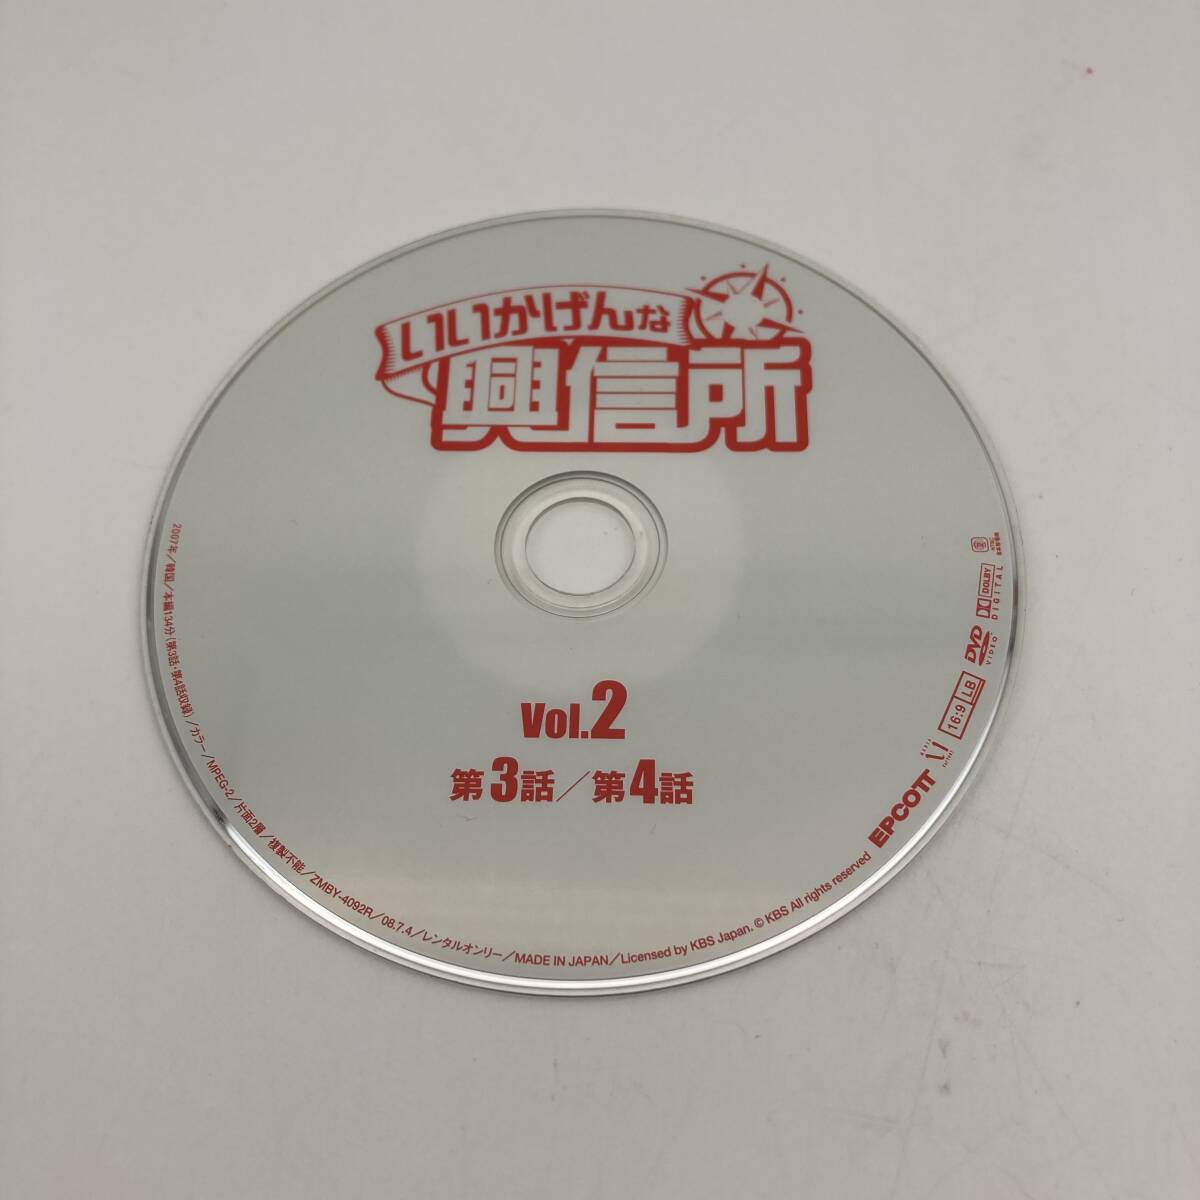 いいかげんな
興信所
Vol.2
第3話／第4話
2007年／韓国／本編134分(第3話・第4話収録)／カラー／MPEG-2／片面2層／複製不能／ZMBY-4092R／08.7.4／レンタルオンリー／MADE IN JAPAN／Licensed by KBS Japan. © KBS All rights reserved
EPCOTT
16:9 LB
DVD
VIDEO
DOLBY
DIGITAL